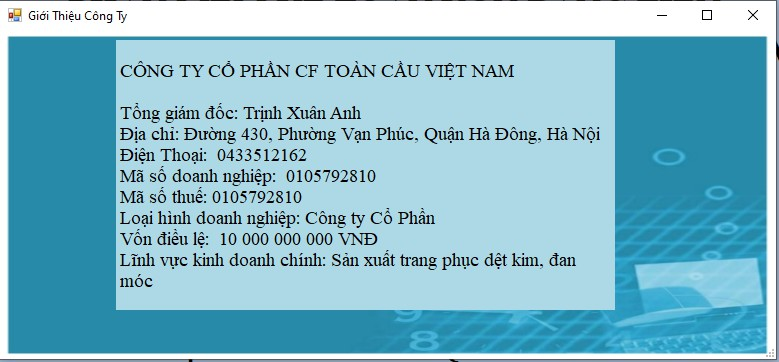 Giới Thiệu Công Ty
CÔNG TY CỔ PHẦN CF TOÀN CẦU VIỆT NAM
Tổng giám đốc: Trịnh Xuân Anh
Địa chỉ: Đường 430, Phường Vạn Phúc, Quận Hà Đông, Hà Nội
Điện Thoại:  0433512162
Mã số doanh nghiệp:  0105792810
Mã số thuế: 0105792810
Loại hình doanh nghiệp: Công ty Cổ Phần
Vốn điều lệ:  10 000 000 000 VNĐ
Lĩnh vực kinh doanh chính: Sản xuất trang phục dệt kim, đan
móc